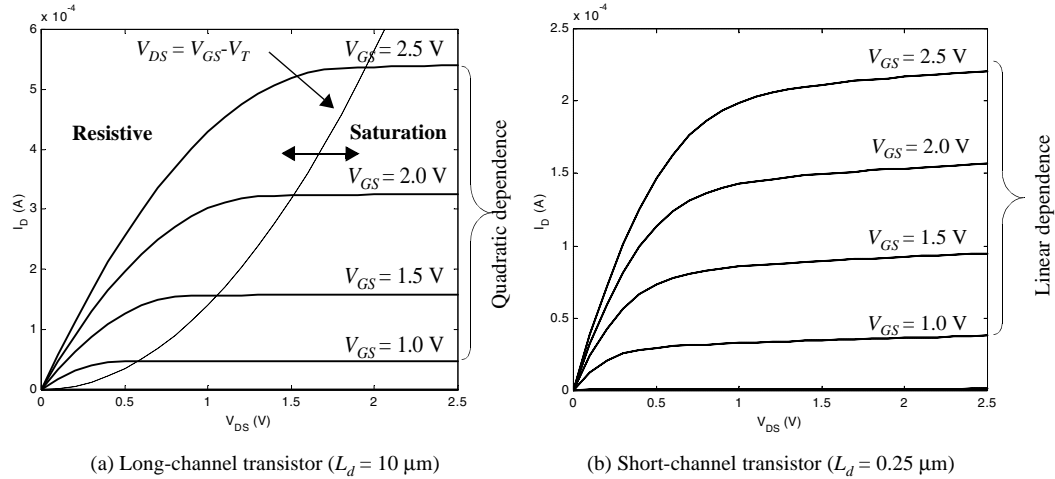 x 10⁻⁴
6
5
4
3
2
1
0
I_D (A)
0
0.5
1
1.5
2
2.5
V_DS (V)
V_DS = V_GS-V_T
V_GS = 2.5 V
Resistive
Saturation
V_GS = 2.0 V
V_GS = 1.5 V
V_GS = 1.0 V
Quadratic dependence
(a) Long-channel transistor (L_d = 10 μm)
x 10⁻⁴
2.5
2
1.5
1
0.5
0
I_D (A)
0
0.5
1
1.5
2
2.5
V_DS (V)
V_GS = 2.5 V
V_GS = 2.0 V
V_GS = 1.5 V
V_GS = 1.0 V
Linear dependence
(b) Short-channel transistor (L_d = 0.25 μm)